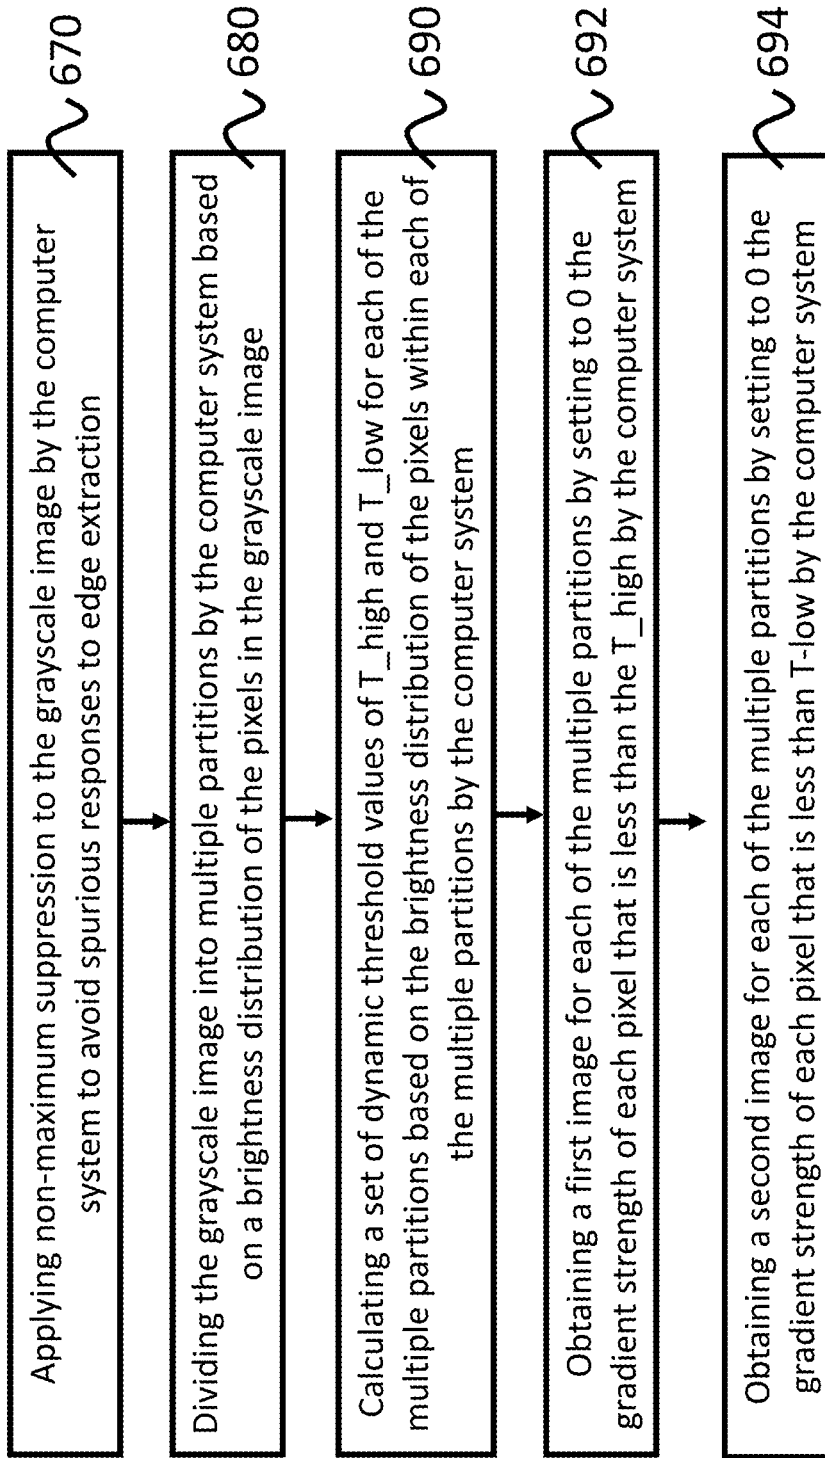 Applying non-maximum suppression to the grayscale image by the computer
system to avoid spurious responses to edge extraction
670
Dividing the grayscale image into multiple partitions by the computer system based
on a brightness distribution of the pixels in the grayscale image
680
Calculating a set of dynamic threshold values of T_high and T_low for each of the
multiple partitions based on the brightness distribution of the pixels within each of
the multiple partitions by the computer system
690
Obtaining a first image for each of the multiple partitions by setting to 0 the
gradient strength of each pixel that is less than the T_high by the computer system
692
Obtaining a second image for each of the multiple partitions by setting to 0 the
gradient strength of each pixel that is less than T-low by the computer system
694